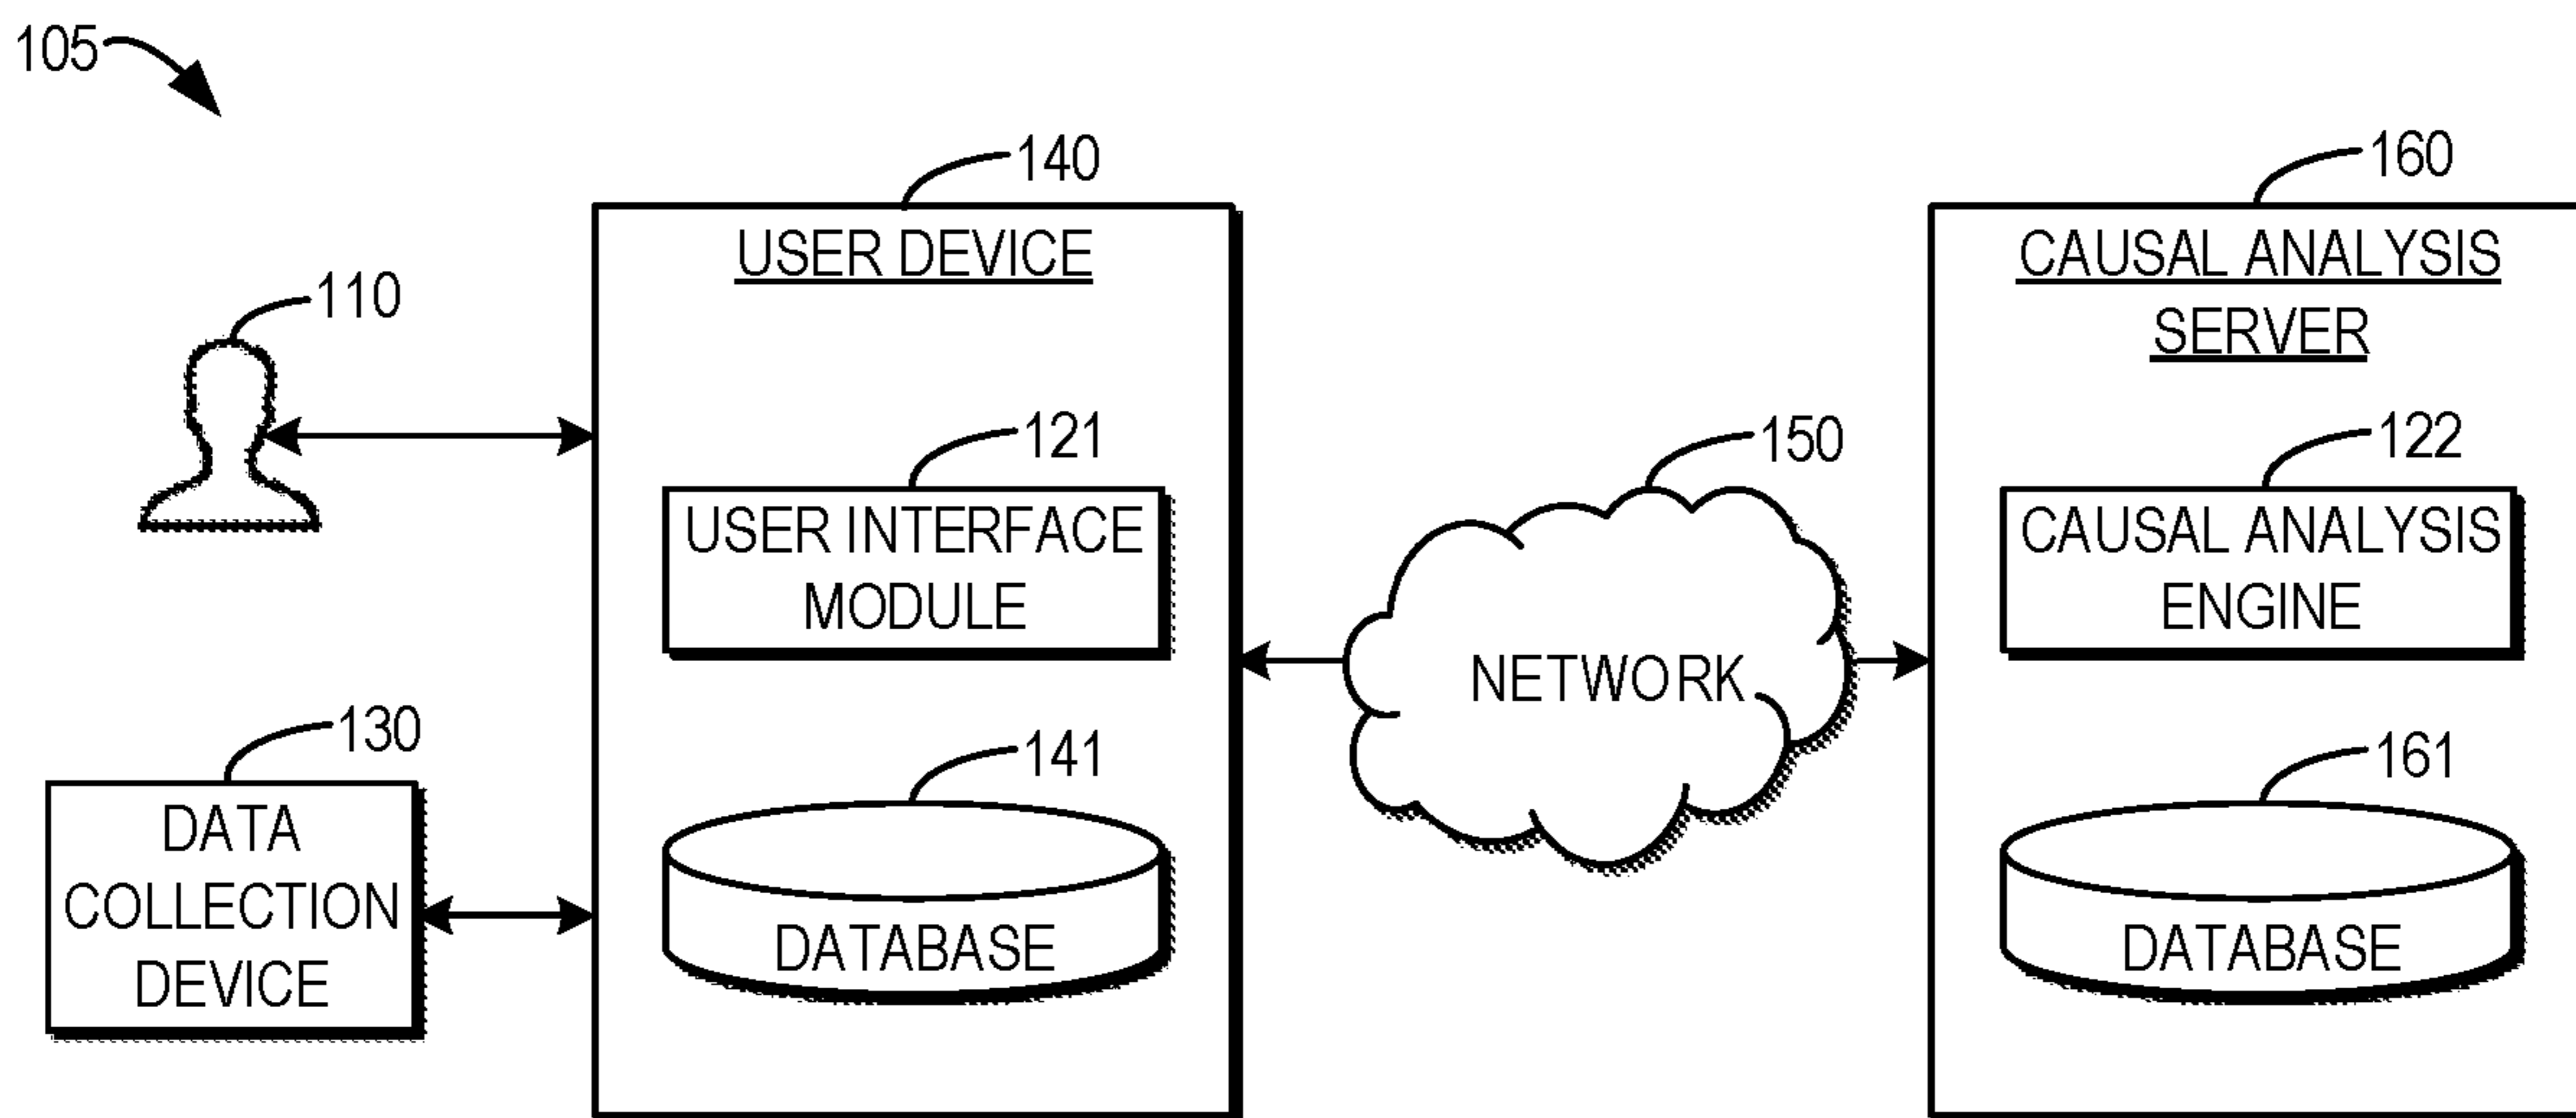 105
140
USER DEVICE
160
CAUSAL ANALYSIS
SERVER
110
121
USER INTERFACE
MODULE
150
NETWORK
122
CAUSAL ANALYSIS
ENGINE
130
DATA
COLLECTION
DEVICE
141
DATABASE
161
DATABASE